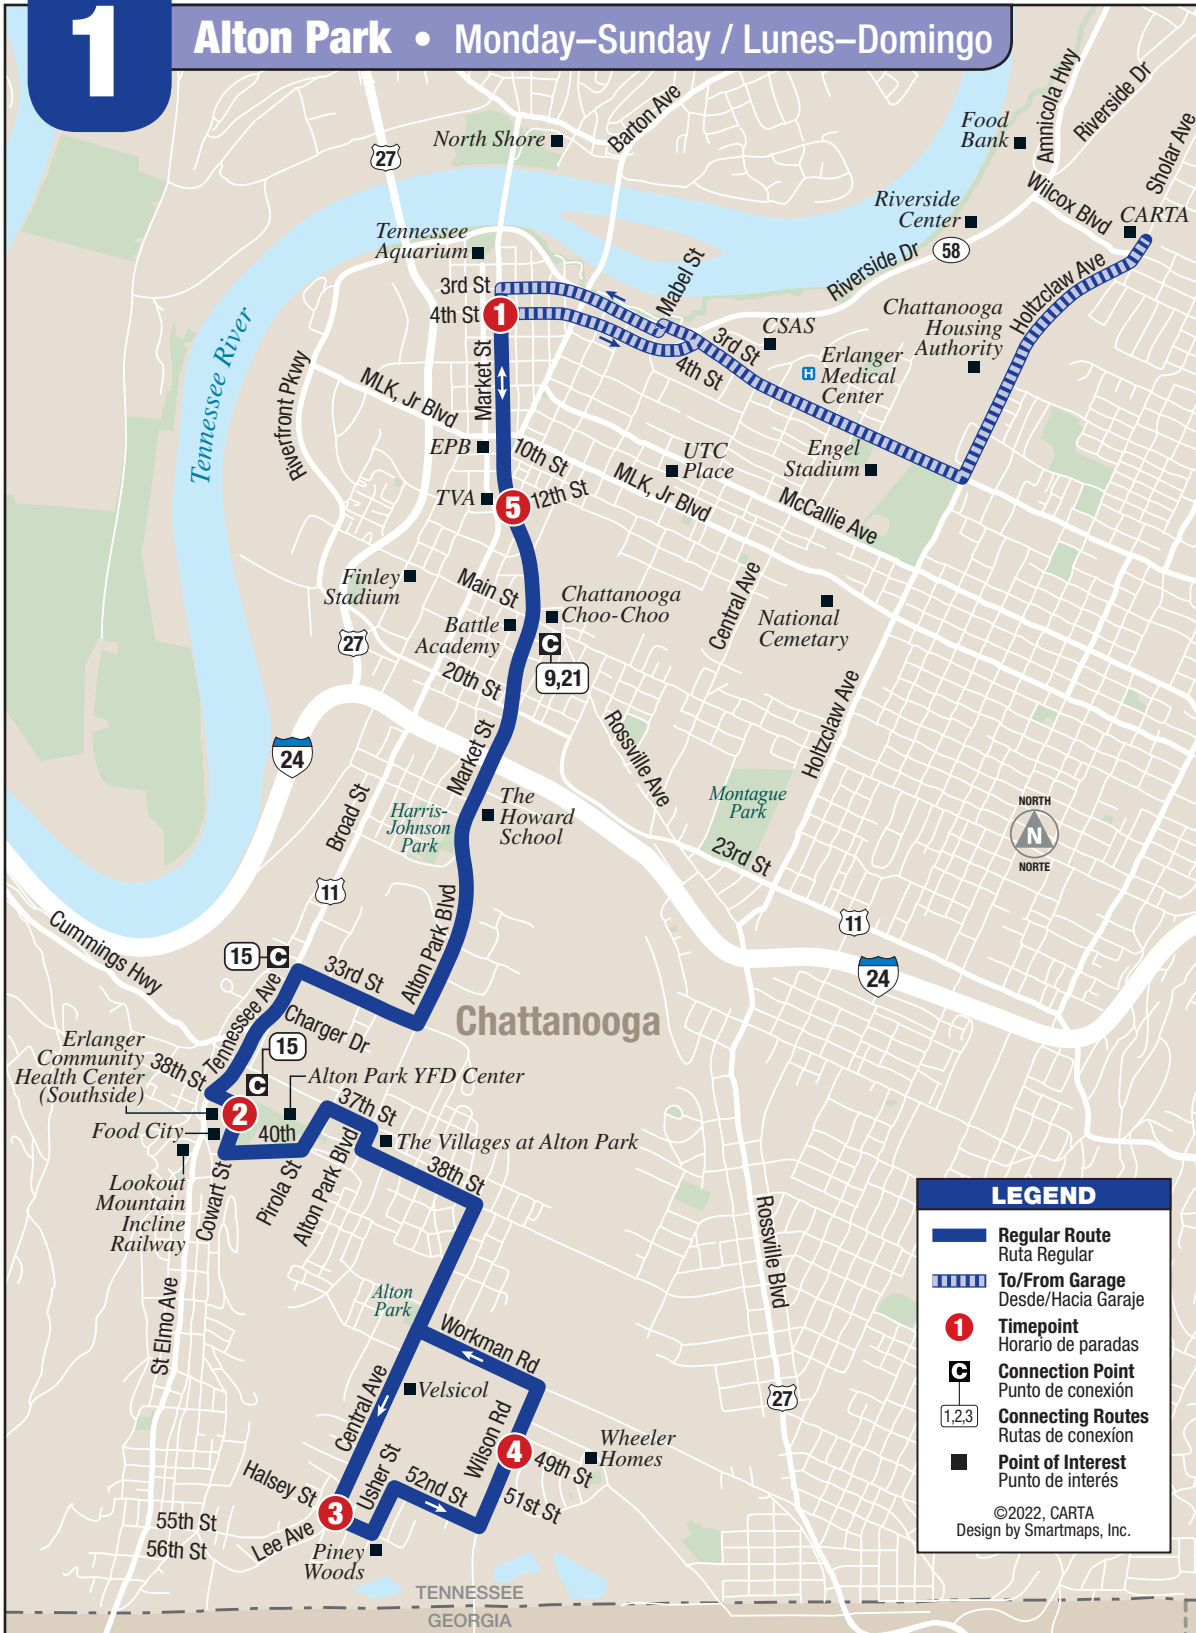 1
Alton Park • Monday–Sunday / Lunes–Domingo
27
North Shore
Barton Ave
Food
Bank
Amnicola Hwy
Riverside Dr
Sholar Ave
Wilcox Blvd
CARTA
Riverside
Center
58
Riverside Dr
Tennessee
Aquarium
Mabel St
Holtzclaw Ave
3rd St
4th St
1
3rd St
4th St
CSAS
Chattanooga
Housing
Authority
H
Erlanger
Medical
Center
Tennessee River
Riverfront Pkwy
MLK, Jr Blvd
Market St
EPB
10th St
UTC
Place
Engel
Stadium
MLK, Jr Blvd
McCallie Ave
TVA
5
12th St
Finley
Stadium
Main St
Chattanooga
Choo-Choo
Battle
Academy
C
9,21
Central Ave
National
Cemetary
27
20th St
Rossville Ave
Holtzclaw Ave
24
Market St
Broad St
Harris-
Johnson
Park
The
Howard
School
Montague
Park
23rd St
NORTH
N
NORTE
11
11
24
Alton Park Blvd
Cummings Hwy
15
C
33rd St
Tennessee Ave
Charger Dr
Chattanooga
Erlanger
Community
Health Center
(Southside)
38th St
15
C
Alton Park YFD Center
2
37th St
Food City
40th
The Villages at Alton Park
38th St
Lookout
Mountain
Incline
Railway
Cowart St
Pirola St
Alton Park Blvd
Rossville Blvd
St Elmo Ave
Alton
Park
Workman Rd
Central Ave
Velsicol
27
Wilson Rd
4
49th St
Wheeler
Homes
Halsey St
Usher St
52nd St
51st St
3
55th St
56th St
Lee Ave
Piney
Woods
TENNESSEE
GEORGIA
LEGEND
Regular Route
Ruta Regular
To/From Garage
Desde/Hacia Garaje
1
Timepoint
Horario de paradas
C
Connection Point
Punto de conexión
1,2,3
Connecting Routes
Rutas de conexíon
Point of Interest
Punto de interés
©2022, CARTA
Design by Smartmaps, Inc.